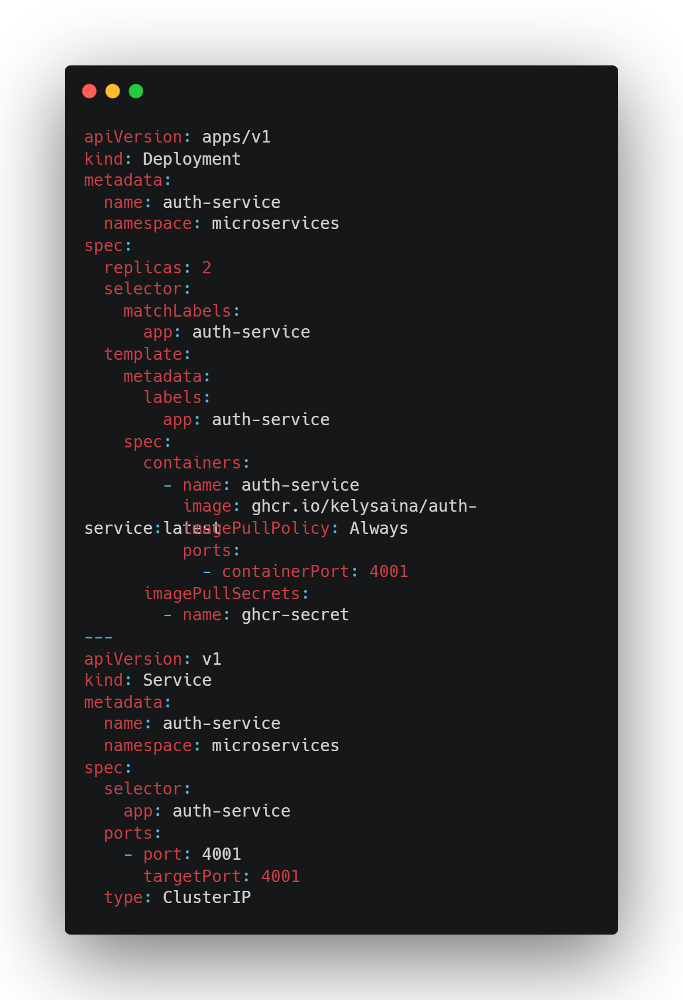 apiVersion: apps/v1
kind: Deployment
metadata:
  name: auth-service
  namespace: microservices
spec:
  replicas: 2
  selector:
    matchLabels:
      app: auth-service
  template:
    metadata:
      labels:
        app: auth-service
    spec:
      containers:
        - name: auth-service
          image: ghcr.io/kelysaina/auth-
service:latest
          imagePullPolicy: Always
          ports:
            - containerPort: 4001
      imagePullSecrets:
        - name: ghcr-secret
---
apiVersion: v1
kind: Service
metadata:
  name: auth-service
  namespace: microservices
spec:
  selector:
    app: auth-service
  ports:
    - port: 4001
      targetPort: 4001
  type: ClusterIP